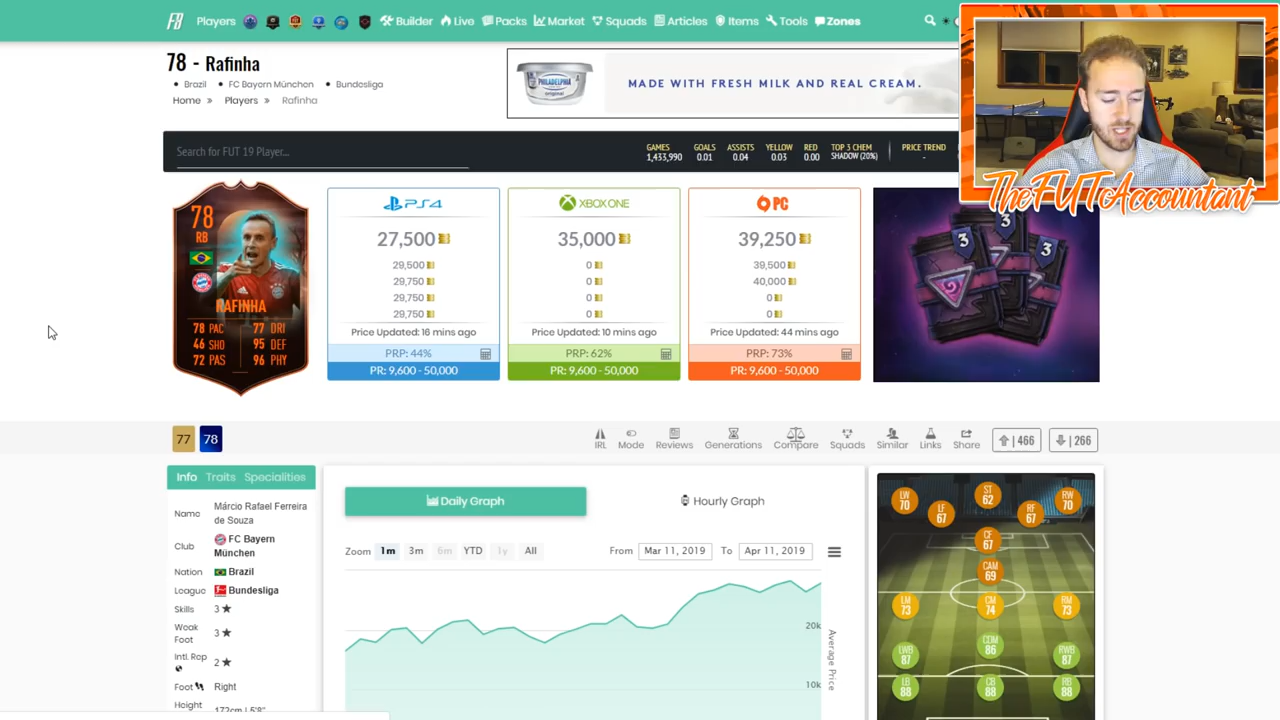 FB Players Builder Live Packs Market Squads Articles Items Tools Zones
78 - Rafinha
Brazil FC Bayern München Bundesliga
Home » Players » Rafinha
PHILADELPHIA
original
MADE WITH FRESH MILK AND REAL CREAM.
Search for FUT 19 Player...
GAMES 1,433,990
GOALS 0.01
ASSISTS 0.04
YELLOW 0.03
RED 0.00
TOP 3 CHEM SHADOW (20%)
PRICE TREND -
TheFUTAccountant
78
RB
RAFINHA
78 PAC 77 DRI
46 SHO 95 DEF
72 PAS 96 PHY
PS4
27,500
29,500
29,750
29,750
29,750
Price Updated: 16 mins ago
PRP: 44%
PR: 9,600 - 50,000
XBOX ONE
35,000
0
0
0
0
Price Updated: 10 mins ago
PRP: 62%
PR: 9,600 - 50,000
PC
39,250
39,500
40,000
0
0
Price Updated: 44 mins ago
PRP: 73%
PR: 9,600 - 50,000
3
3
3
77 78
IRL Mode Reviews Generations Compare Squads Similar Links Share | 466 | 266
Info Traits Specialities
Name Márcio Rafael Ferreira
de Souza
Club FC Bayern
München
Nation Brazil
League Bundesliga
Skills 3
Weak
Foot 3
Intl. Rep 2
Foot Right
Height 172cm | 5'8"
Daily Graph Hourly Graph
Zoom 1m 3m 6m YTD 1y All From Mar 11, 2019 To Apr 11, 2019
20k
10k
Average Price
LW 70
ST 62
RW 70
LF 67
RF 67
CF 67
CAM 69
LM 73
CM 74
RM 73
LWB 87
CDM 86
RWB 87
LB 88
CB 88
RB 88